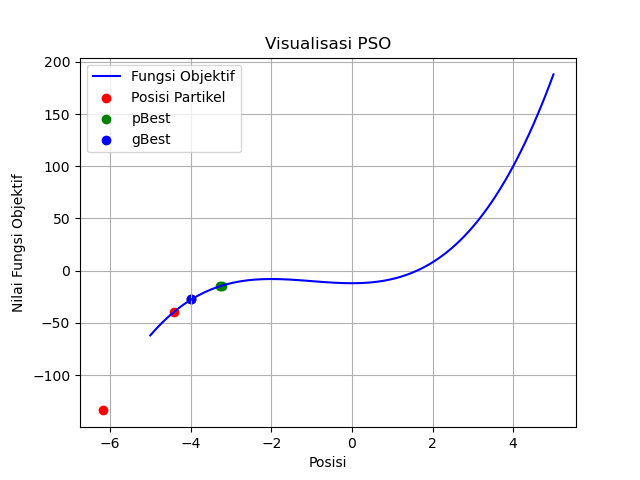 Visualisasi PSO
Fungsi Objektif
Posisi Partikel
pBest
gBest
Nilai Fungsi Objektif
200
150
100
50
0
−50
−100
−6 −4 −2 0 2 4
Posisi